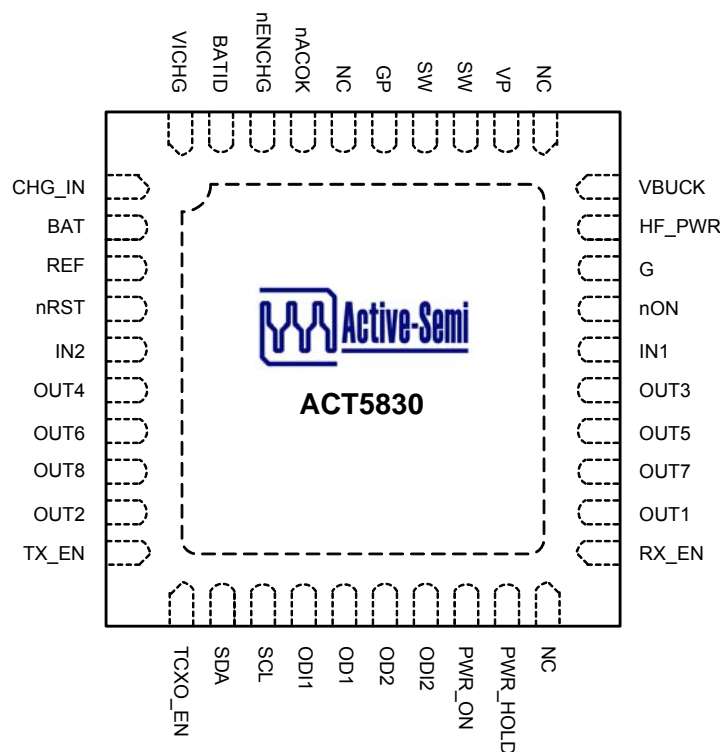 VICHG
BATID
nENCHG
nACOK
NC
GP
SW
SW
VP
NC
CHG_IN
BAT
REF
nRST
IN2
OUT4
OUT6
OUT8
OUT2
TX_EN
VBUCK
HF_PWR
G
nON
IN1
OUT3
OUT5
OUT7
OUT1
RX_EN
Active-Semi
ACT5830
TCXO_EN
SDA
SCL
ODI1
OD1
OD2
ODI2
PWR_ON
PWR_HOLD
NC